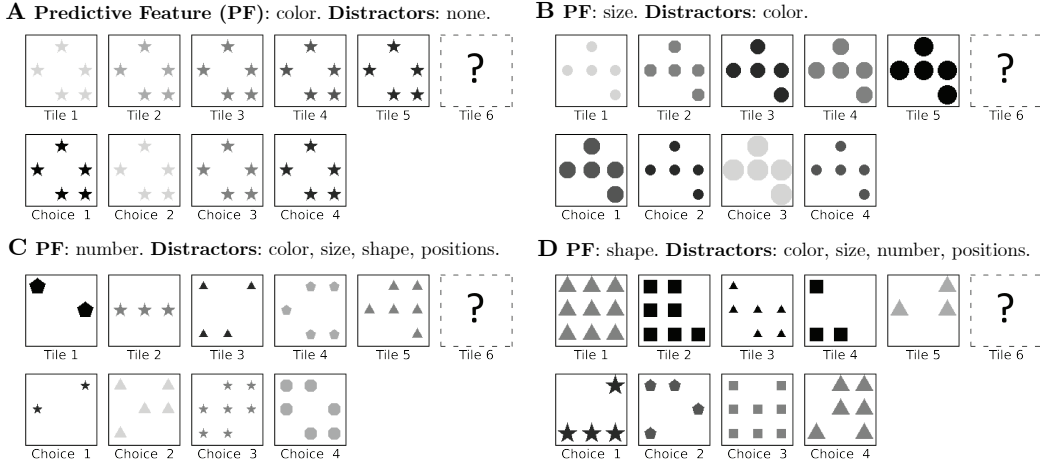 A Predictive Feature (PF): color. Distractors: none.
Tile 1 Tile 2 Tile 3 Tile 4 Tile 5 ? Tile 6
Choice 1 Choice 2 Choice 3 Choice 4
B PF: size. Distractors: color.
Tile 1 Tile 2 Tile 3 Tile 4 Tile 5 ? Tile 6
Choice 1 Choice 2 Choice 3 Choice 4
C PF: number. Distractors: color, size, shape, positions.
Tile 1 Tile 2 Tile 3 Tile 4 Tile 5 ? Tile 6
Choice 1 Choice 2 Choice 3 Choice 4
D PF: shape. Distractors: color, size, number, positions.
Tile 1 Tile 2 Tile 3 Tile 4 Tile 5 ? Tile 6
Choice 1 Choice 2 Choice 3 Choice 4